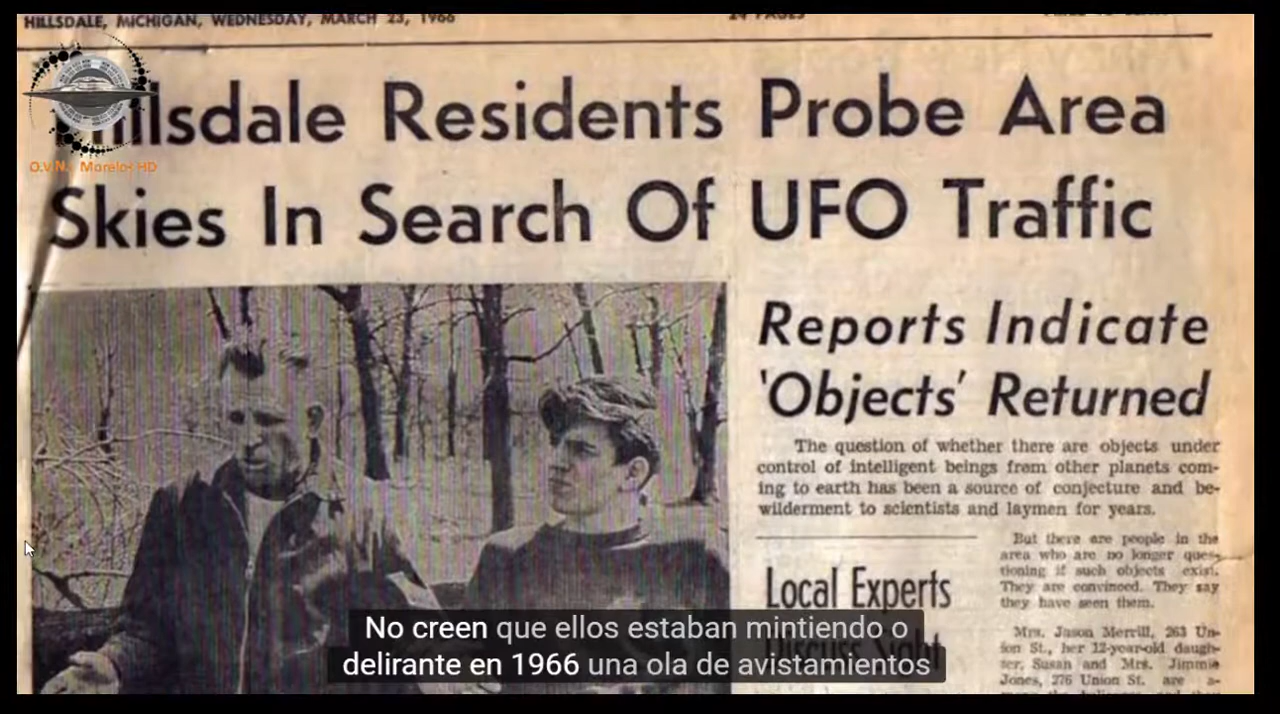 HILLSDALE, MICHIGAN, WEDNESDAY, MARCH 23, 1966
24 PAGES
O.V.N.I Morelos HD
Hillsdale Residents Probe Area
Skies In Search Of UFO Traffic
Reports Indicate
'Objects' Returned
The question of whether there are objects under
control of intelligent beings from other planets com-
ing to earth has been a source of conjecture and be-
wilderment to scientists and laymen for years.
Local Experts
But there are people in the
area who are no longer ques-
tioning if such objects exist.
They are convinced. They say
they have seen them.
Mrs. Jason Merrill, 263 Un-
ion St., her 12-year-old daugh-
ter, Susan and Mrs. Jimmie
Jones, 276 Union St. are a-
No creen que ellos estaban mintiendo o
delirante en 1966 una ola de avistamientos